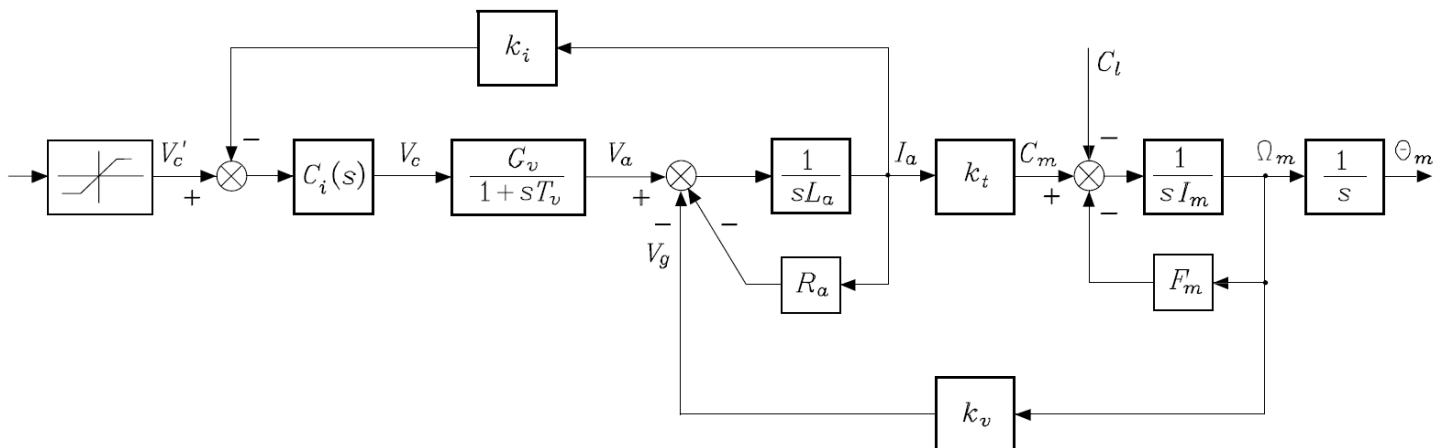 k_i
C_l
V_c'
−
+
C_i(s)
V_c
G_v
1 + sT_v
V_a
+
−
−
V_g
1
sL_a
I_a
k_t
C_m
+
−
−
1
sI_m
Ω_m
1
s
Θ_m
R_a
F_m
k_v